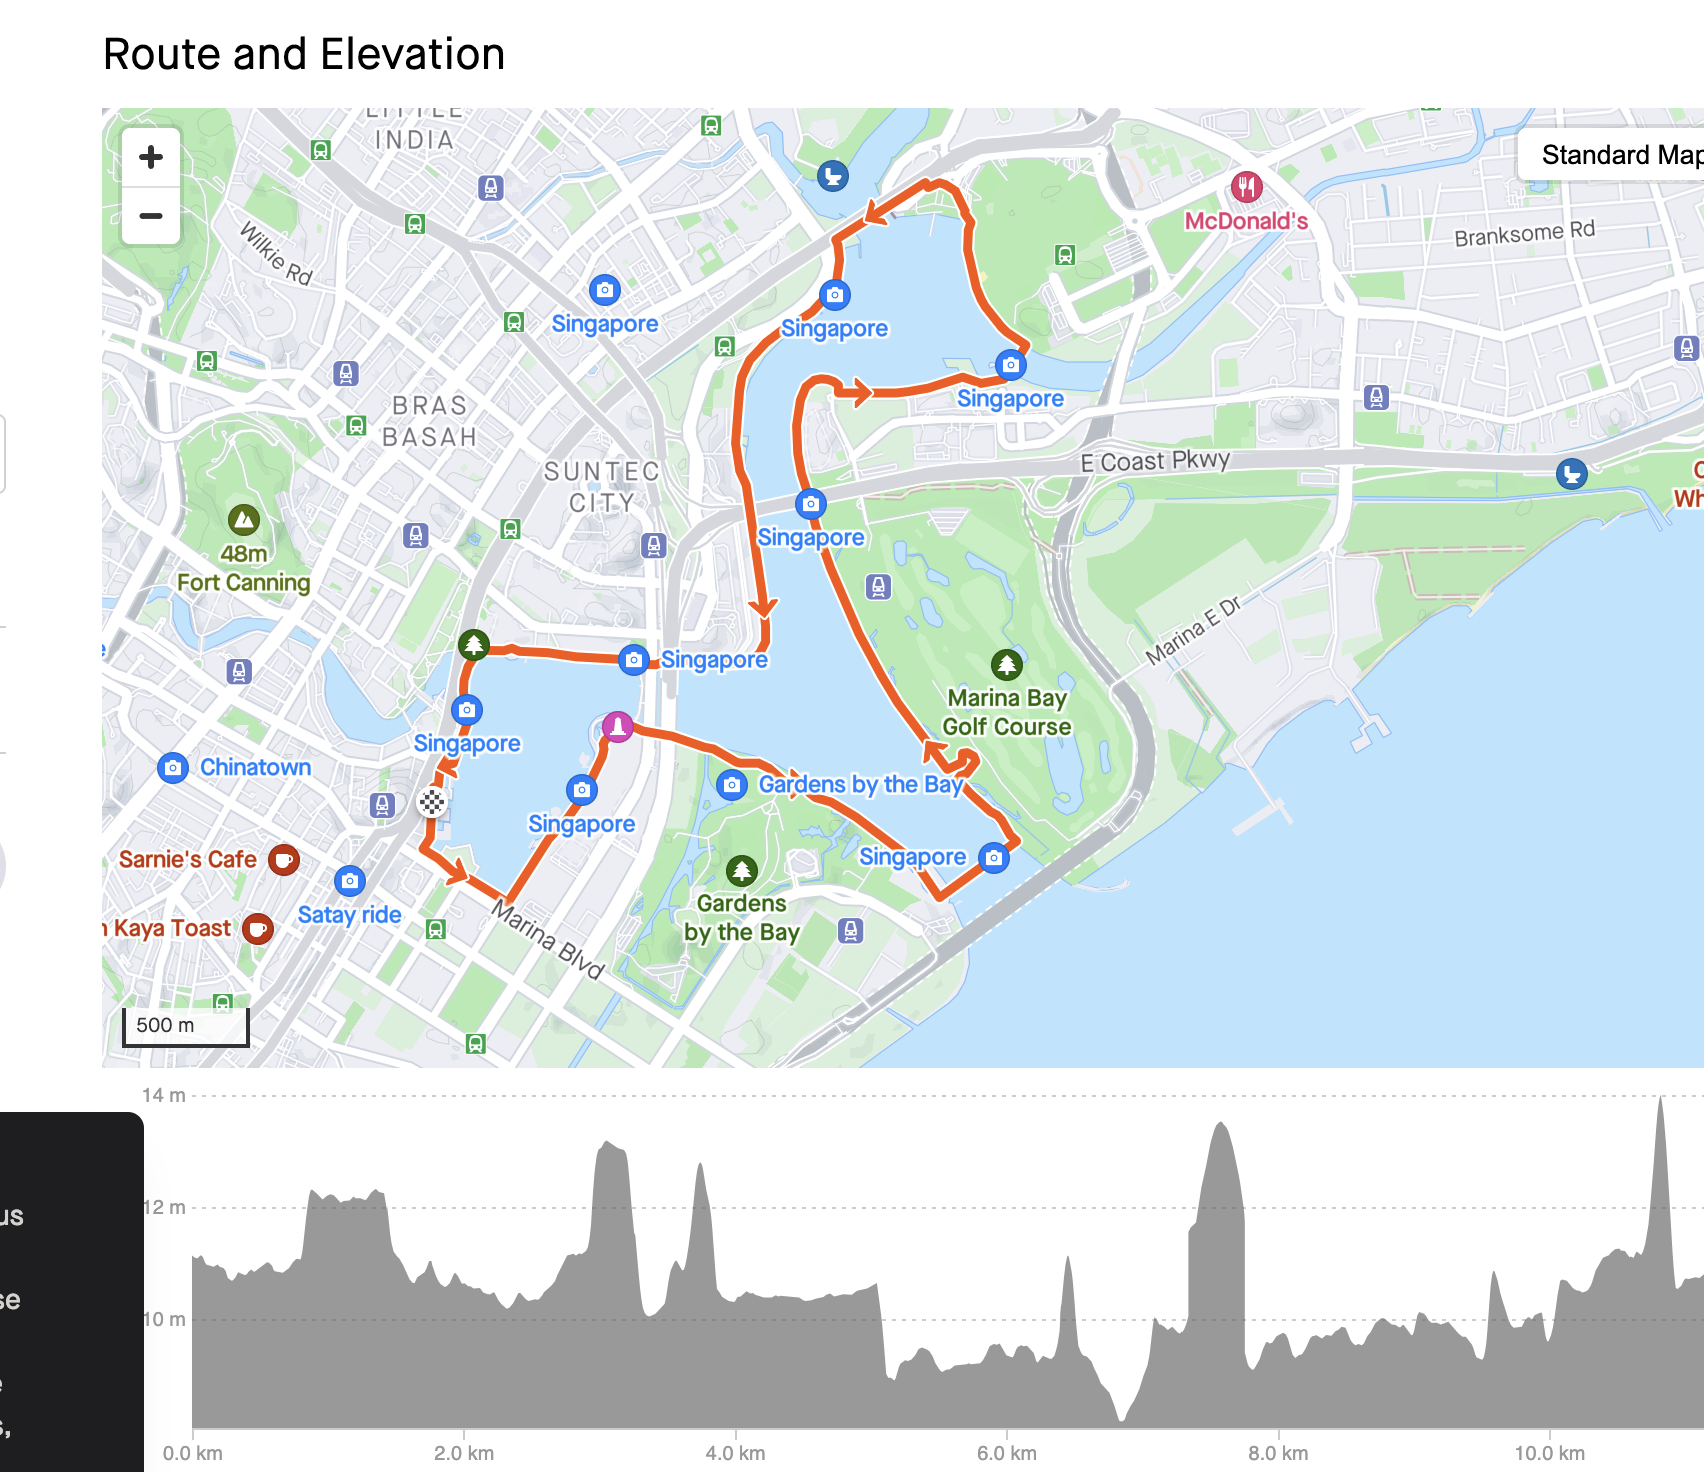 Route and Elevation
LITTLE
INDIA
+
−
Standard Map
McDonald's
Branksome Rd
Wilkie Rd
Singapore
Singapore
Singapore
BRAS
BASAH
SUNTEC
CITY
E Coast Pkwy
Singapore
48m
Fort Canning
Marina E Dr
Singapore
Marina Bay
Golf Course
Singapore
Chinatown
Gardens by the Bay
Singapore
Sarnie's Cafe
Singapore
Satay ride
Gardens
by the Bay
Kaya Toast
Marina Blvd
500 m
14 m
12 m
10 m
us
se
0.0 km
2.0 km
4.0 km
6.0 km
8.0 km
10.0 km